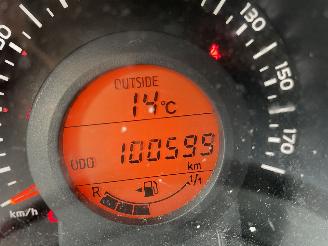 130
150
170
OUTSIDE
14°C
ODO 100599
km
R 1/1
km/h